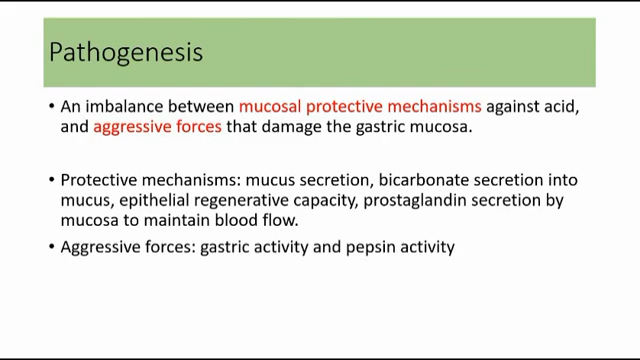 Pathogenesis
• An imbalance between mucosal protective mechanisms against acid,
and aggressive forces that damage the gastric mucosa.
• Protective mechanisms: mucus secretion, bicarbonate secretion into
mucus, epithelial regenerative capacity, prostaglandin secretion by
mucosa to maintain blood flow.
• Aggressive forces: gastric activity and pepsin activity